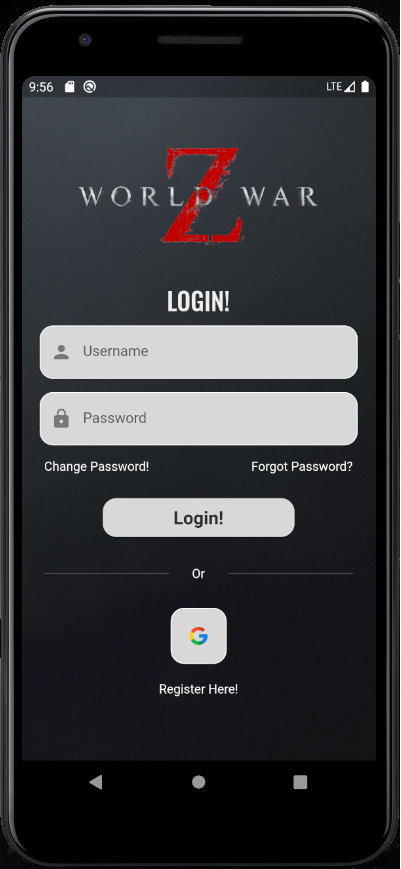 9:56 LTE
WORLD WAR
Z
LOGIN!
Username
Password
Change Password! Forgot Password?
Login!
Or
G
Register Here!